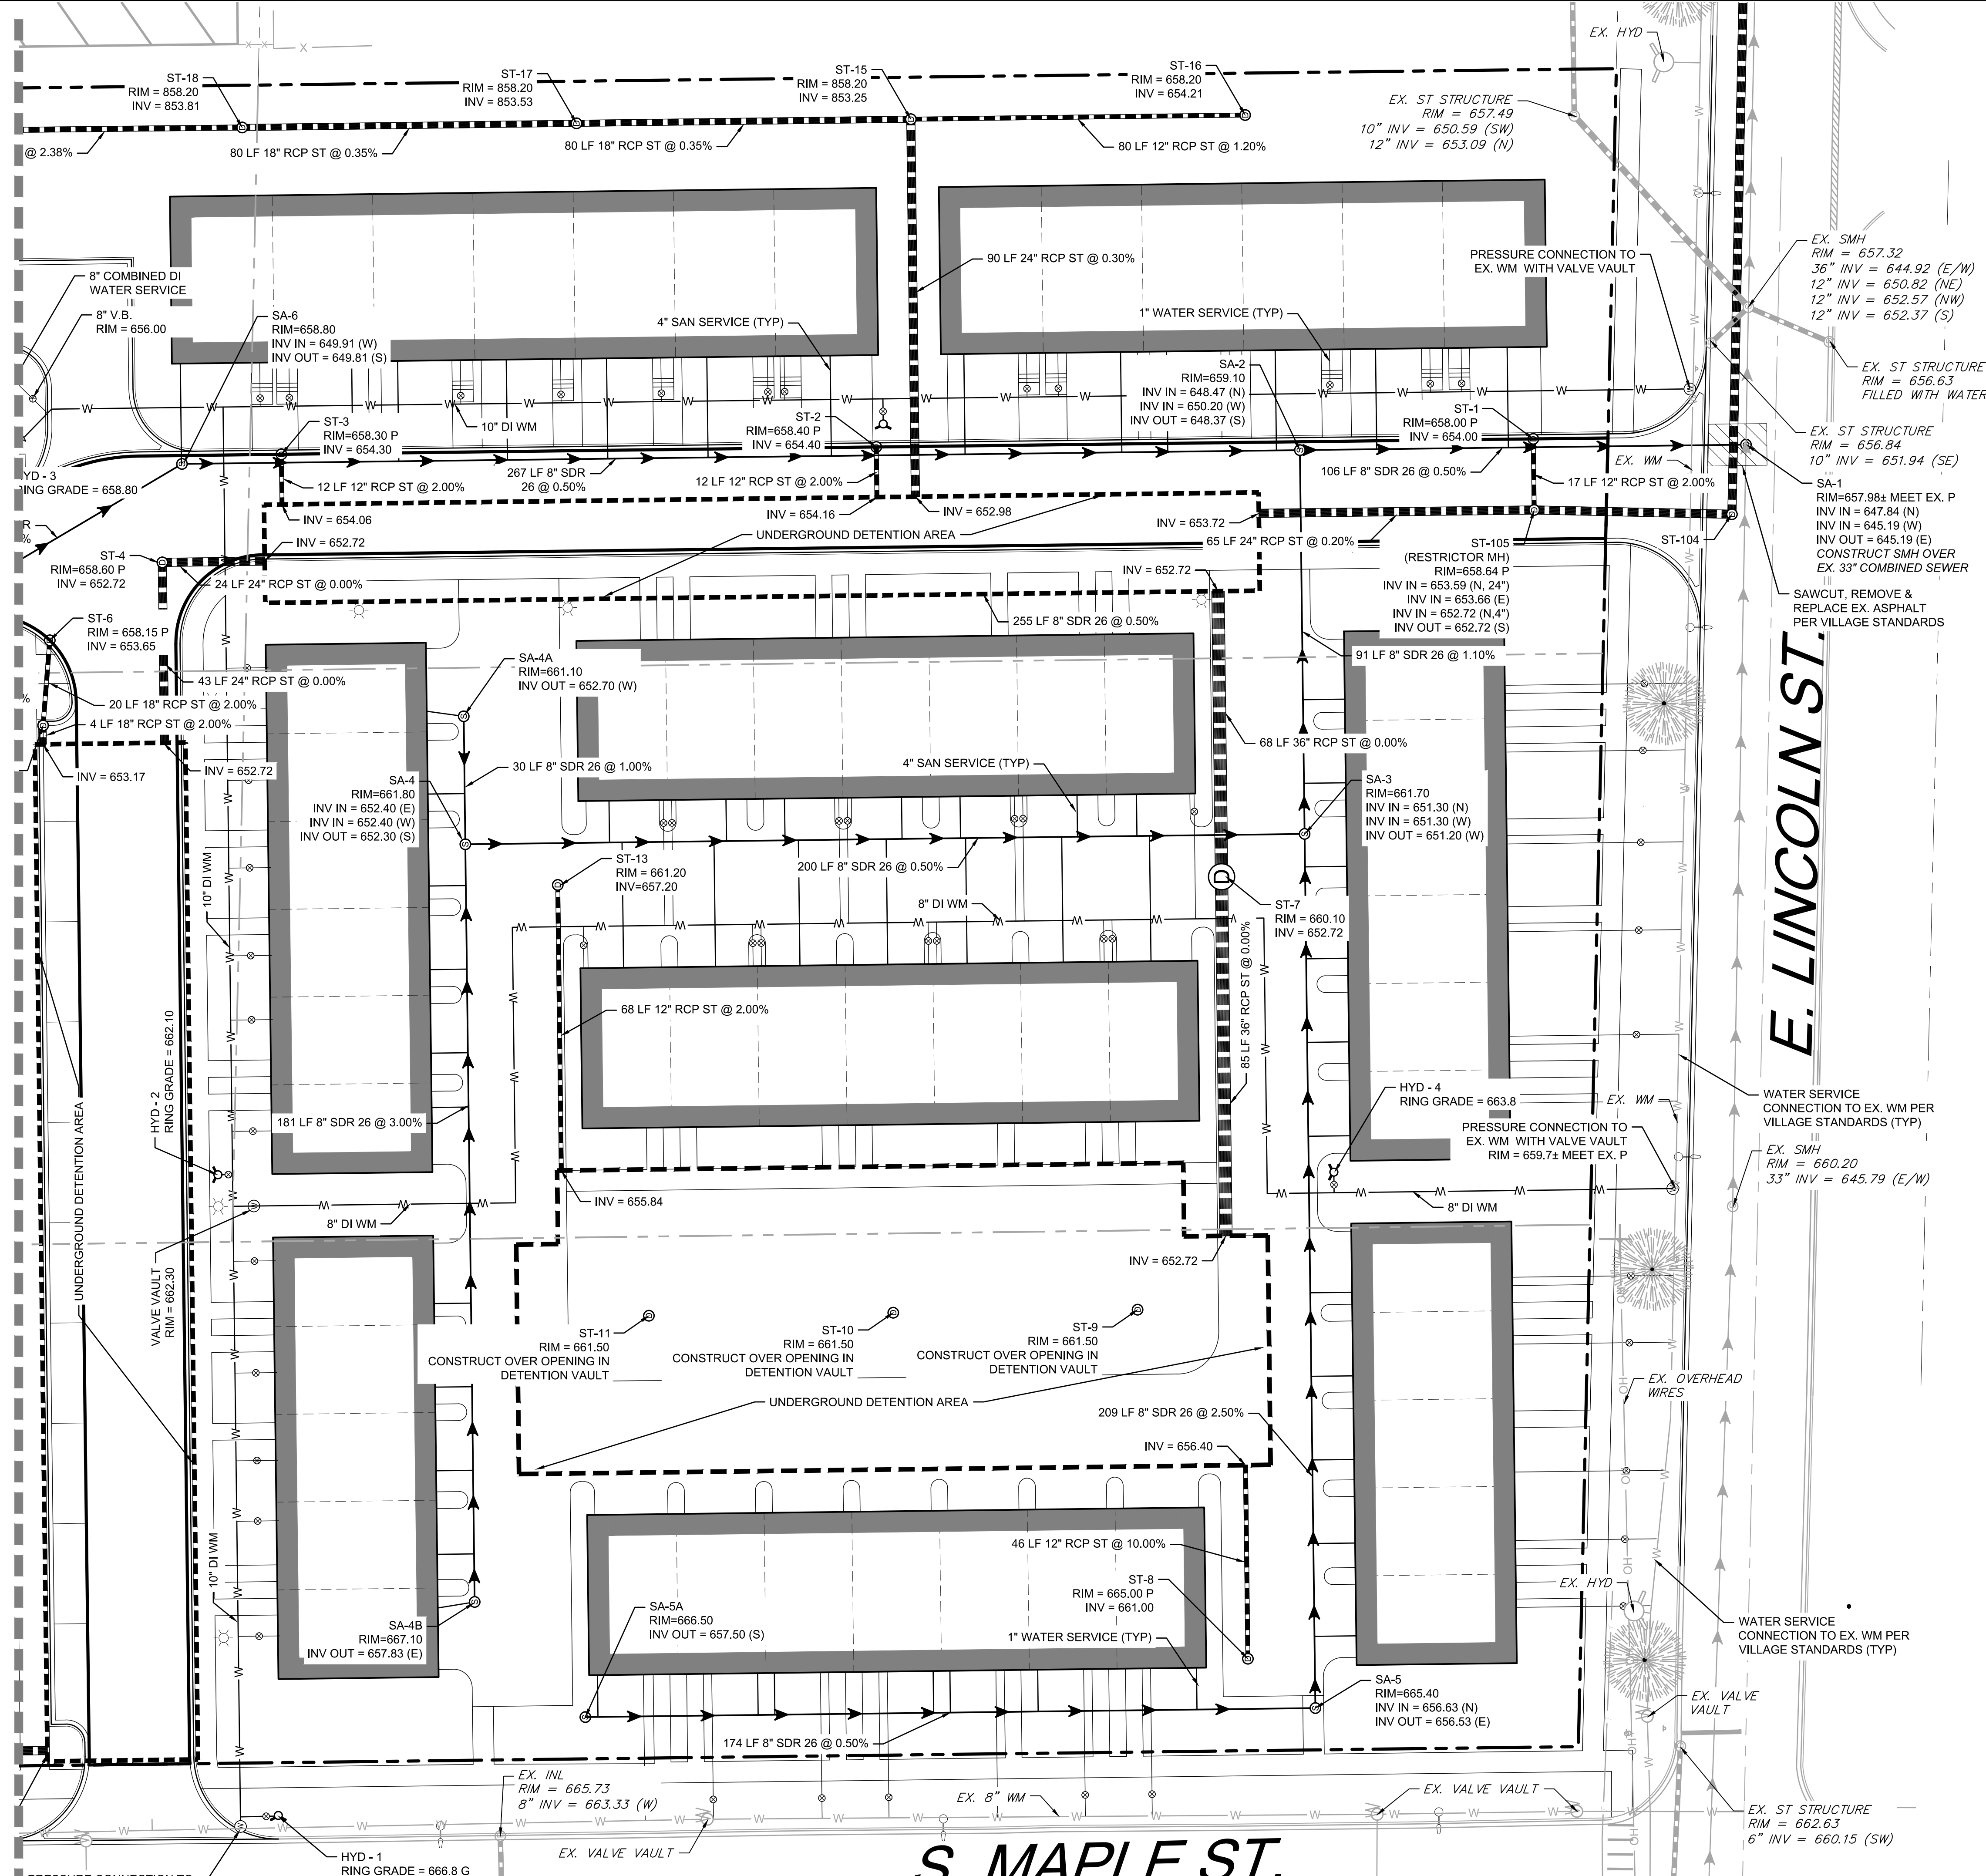 ST-18
RIM = 858.20
INV = 853.81
ST-17
RIM = 858.20
INV = 853.53
ST-15
RIM = 858.20
INV = 853.25
ST-16
RIM = 658.20
INV = 654.21
EX. HYD
EX. ST STRUCTURE
RIM = 657.49
10" INV = 650.59 (SW)
12" INV = 653.09 (N)
@ 2.38%
80 LF 18" RCP ST @ 0.35%
80 LF 18" RCP ST @ 0.35%
80 LF 12" RCP ST @ 1.20%
EX. SMH
RIM = 657.32
36" INV = 644.92 (E/W)
12" INV = 650.82 (NE)
12" INV = 652.57 (NW)
12" INV = 652.37 (S)
90 LF 24" RCP ST @ 0.30%
PRESSURE CONNECTION TO
EX. WM WITH VALVE VAULT
8" COMBINED DI
WATER SERVICE
8" V.B.
RIM = 656.00
SA-6
RIM=658.80
INV IN = 649.91 (W)
INV OUT = 649.81 (S)
4" SAN SERVICE (TYP)
1" WATER SERVICE (TYP)
SA-2
RIM=659.10
INV IN = 648.47 (N)
INV IN = 650.20 (W)
INV OUT = 648.37 (S)
EX. ST STRUCTURE
RIM = 656.63
FILLED WITH WATER
ST-3
RIM=658.30 P
INV = 654.30
10" DI WM
ST-2
RIM=658.40 P
INV = 654.40
ST-1
RIM=658.00 P
INV = 654.00
EX. ST STRUCTURE
RIM = 656.84
10" INV = 651.94 (SE)
EX. WM
267 LF 8" SDR
26 @ 0.50%
106 LF 8" SDR 26 @ 0.50%
YD - 3
RING GRADE = 658.80
12 LF 12" RCP ST @ 2.00%
12 LF 12" RCP ST @ 2.00%
17 LF 12" RCP ST @ 2.00%
SA-1
RIM=657.98± MEET EX. P
INV IN = 647.84 (N)
INV IN = 645.19 (W)
INV OUT = 645.19 (E)
CONSTRUCT SMH OVER
EX. 33" COMBINED SEWER
INV = 654.06
INV = 654.16
INV = 652.98
INV = 653.72
R
%
UNDERGROUND DETENTION AREA
65 LF 24" RCP ST @ 0.20%
ST-104
INV = 652.72
ST-4
RIM=658.60 P
INV = 652.72
24 LF 24" RCP ST @ 0.00%
ST-105
(RESTRICTOR MH)
RIM=658.64 P
INV IN = 653.59 (N, 24")
INV IN = 653.66 (E)
INV IN = 652.72 (N,4")
INV OUT = 652.72 (S)
INV = 652.72
SAWCUT, REMOVE &
REPLACE EX. ASPHALT
PER VILLAGE STANDARDS
ST-6
RIM = 658.15 P
INV = 653.65
255 LF 8" SDR 26 @ 0.50%
SA-4A
RIM=661.10
INV OUT = 652.70 (W)
91 LF 8" SDR 26 @ 1.10%
E. LINCOLN ST.
43 LF 24" RCP ST @ 0.00%
%
20 LF 18" RCP ST @ 2.00%
4 LF 18" RCP ST @ 2.00%
68 LF 36" RCP ST @ 0.00%
INV = 653.17
INV = 652.72
30 LF 8" SDR 26 @ 1.00%
4" SAN SERVICE (TYP)
SA-4
RIM=661.80
INV IN = 652.40 (E)
INV IN = 652.40 (W)
INV OUT = 652.30 (S)
SA-3
RIM=661.70
INV IN = 651.30 (N)
INV IN = 651.30 (W)
INV OUT = 651.20 (W)
10" DI WM
ST-13
RIM = 661.20
INV=657.20
200 LF 8" SDR 26 @ 0.50%
8" DI WM
ST-7
RIM = 660.10
INV = 652.72
68 LF 12" RCP ST @ 2.00%
85 LF 36" RCP ST @ 0.00%
HYD - 2
RING GRADE = 662.10
UNDERGROUND DETENTION AREA
181 LF 8" SDR 26 @ 3.00%
HYD - 4
RING GRADE = 663.8
EX. WM
PRESSURE CONNECTION TO
EX. WM WITH VALVE VAULT
RIM = 659.7± MEET EX. P
WATER SERVICE
CONNECTION TO EX. WM PER
VILLAGE STANDARDS (TYP)
EX. SMH
RIM = 660.20
33" INV = 645.79 (E/W)
INV = 655.84
8" DI WM
8" DI WM
VALVE VAULT
RIM = 662.30
INV = 652.72
ST-11
RIM = 661.50
CONSTRUCT OVER OPENING IN
DETENTION VAULT
ST-10
RIM = 661.50
CONSTRUCT OVER OPENING IN
DETENTION VAULT
ST-9
RIM = 661.50
CONSTRUCT OVER OPENING IN
DETENTION VAULT
EX. OVERHEAD
WIRES
UNDERGROUND DETENTION AREA
209 LF 8" SDR 26 @ 2.50%
INV = 656.40
10" DI WM
46 LF 12" RCP ST @ 10.00%
ST-8
RIM = 665.00 P
INV = 661.00
EX. HYD
SA-4B
RIM=667.10
INV OUT = 657.83 (E)
SA-5A
RIM=666.50
INV OUT = 657.50 (S)
1" WATER SERVICE (TYP)
WATER SERVICE
CONNECTION TO EX. WM PER
VILLAGE STANDARDS (TYP)
SA-5
RIM=665.40
INV IN = 656.63 (N)
INV OUT = 656.53 (E)
EX. VALVE
VAULT
174 LF 8" SDR 26 @ 0.50%
EX. INL
RIM = 665.73
8" INV = 663.33 (W)
EX. 8" WM
EX. VALVE VAULT
EX. ST STRUCTURE
RIM = 662.63
6" INV = 660.15 (SW)
EX. VALVE VAULT
HYD - 1
RING GRADE = 666.8 G
S. MAPLE ST.
PRESSURE CONNECTION TO